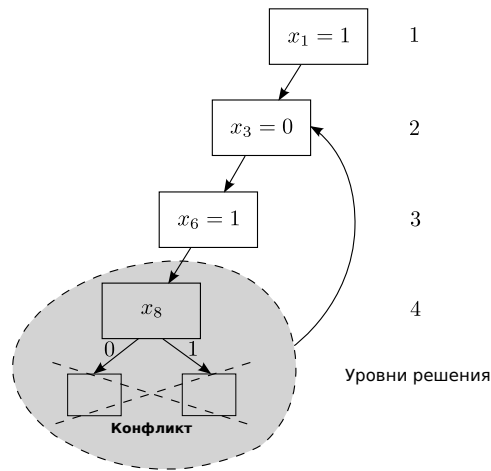 x₁ = 1 1
x₃ = 0 2
x₆ = 1 3
x₈ 4
0 1
Уровни решения
Конфликт